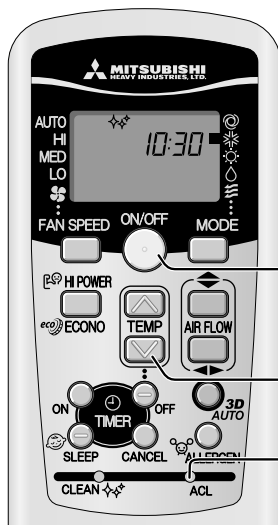 MITSUBISHI
HEAVY INDUSTRIES, LTD.
AUTO
HI
MED
LO
10:30
FAN SPEED ON/OFF MODE
HI POWER
eco ECONO TEMP AIR FLOW
ON OFF 3D
AUTO
TIMER
SLEEP CANCEL ALLERGEN
CLEAN ACL